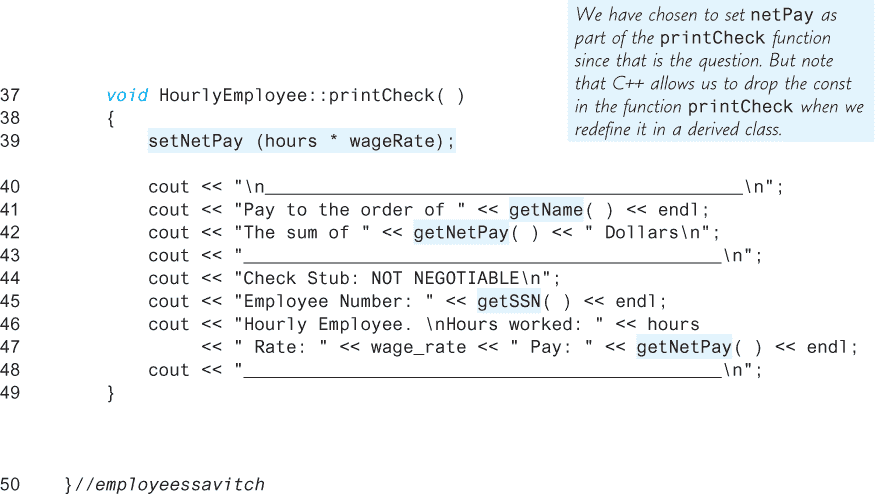 We have chosen to set netPay as
part of the printCheck function
since that is the question. But note
that C++ allows us to drop the const
in the function printCheck when we
redefine it in a derived class.
37 void HourlyEmployee::printCheck( )
38 {
39 setNetPay (hours * wageRate);
40 cout << "\n_____________________________________________\n";
41 cout << "Pay to the order of " << getName( ) << endl;
42 cout << "The sum of " << getNetPay( ) << " Dollars\n";
43 cout << "_____________________________________________\n";
44 cout << "Check Stub: NOT NEGOTIABLE\n";
45 cout << "Employee Number: " << getSSN( ) << endl;
46 cout << "Hourly Employee. \nHours worked: " << hours
47 << " Rate: " << wage_rate << " Pay: " << getNetPay( ) << endl;
48 cout << "_____________________________________________\n";
49 }
50 }//employeessavitch